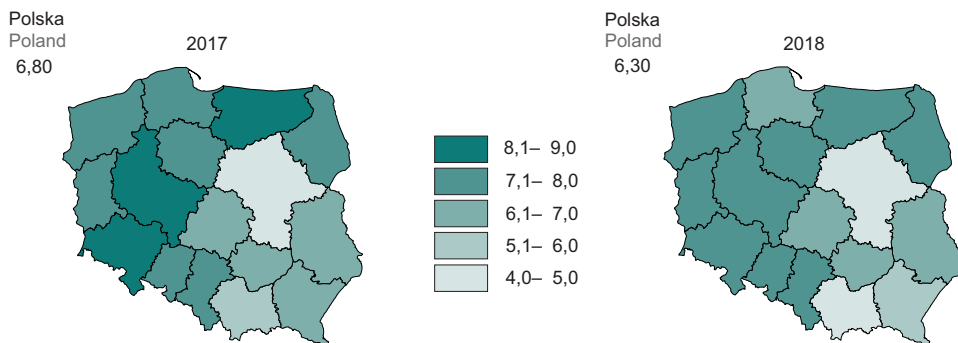 Polska
Poland
6,80
2017
8,1– 9,0
7,1– 8,0
6,1– 7,0
5,1– 6,0
4,0– 5,0
Polska
Poland
6,30
2018